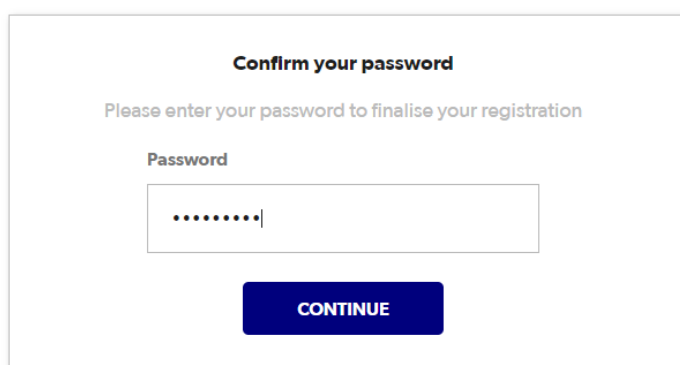 Confirm your password
Please enter your password to finalise your registration
Password
•••••••••
CONTINUE